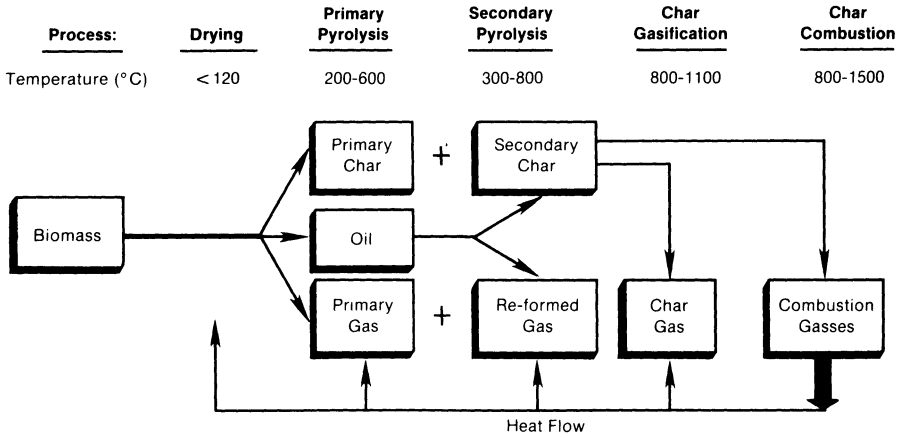 Process:
Drying
Primary
Pyrolysis
Secondary
Pyrolysis
Char
Gasification
Char
Combustion
Temperature (°C)
<120
200-600
300-800
800-1100
800-1500
Primary
Char
+
Secondary
Char
Biomass
Oil
Primary
Gas
+
Re-formed
Gas
Char
Gas
Combustion
Gasses
Heat Flow